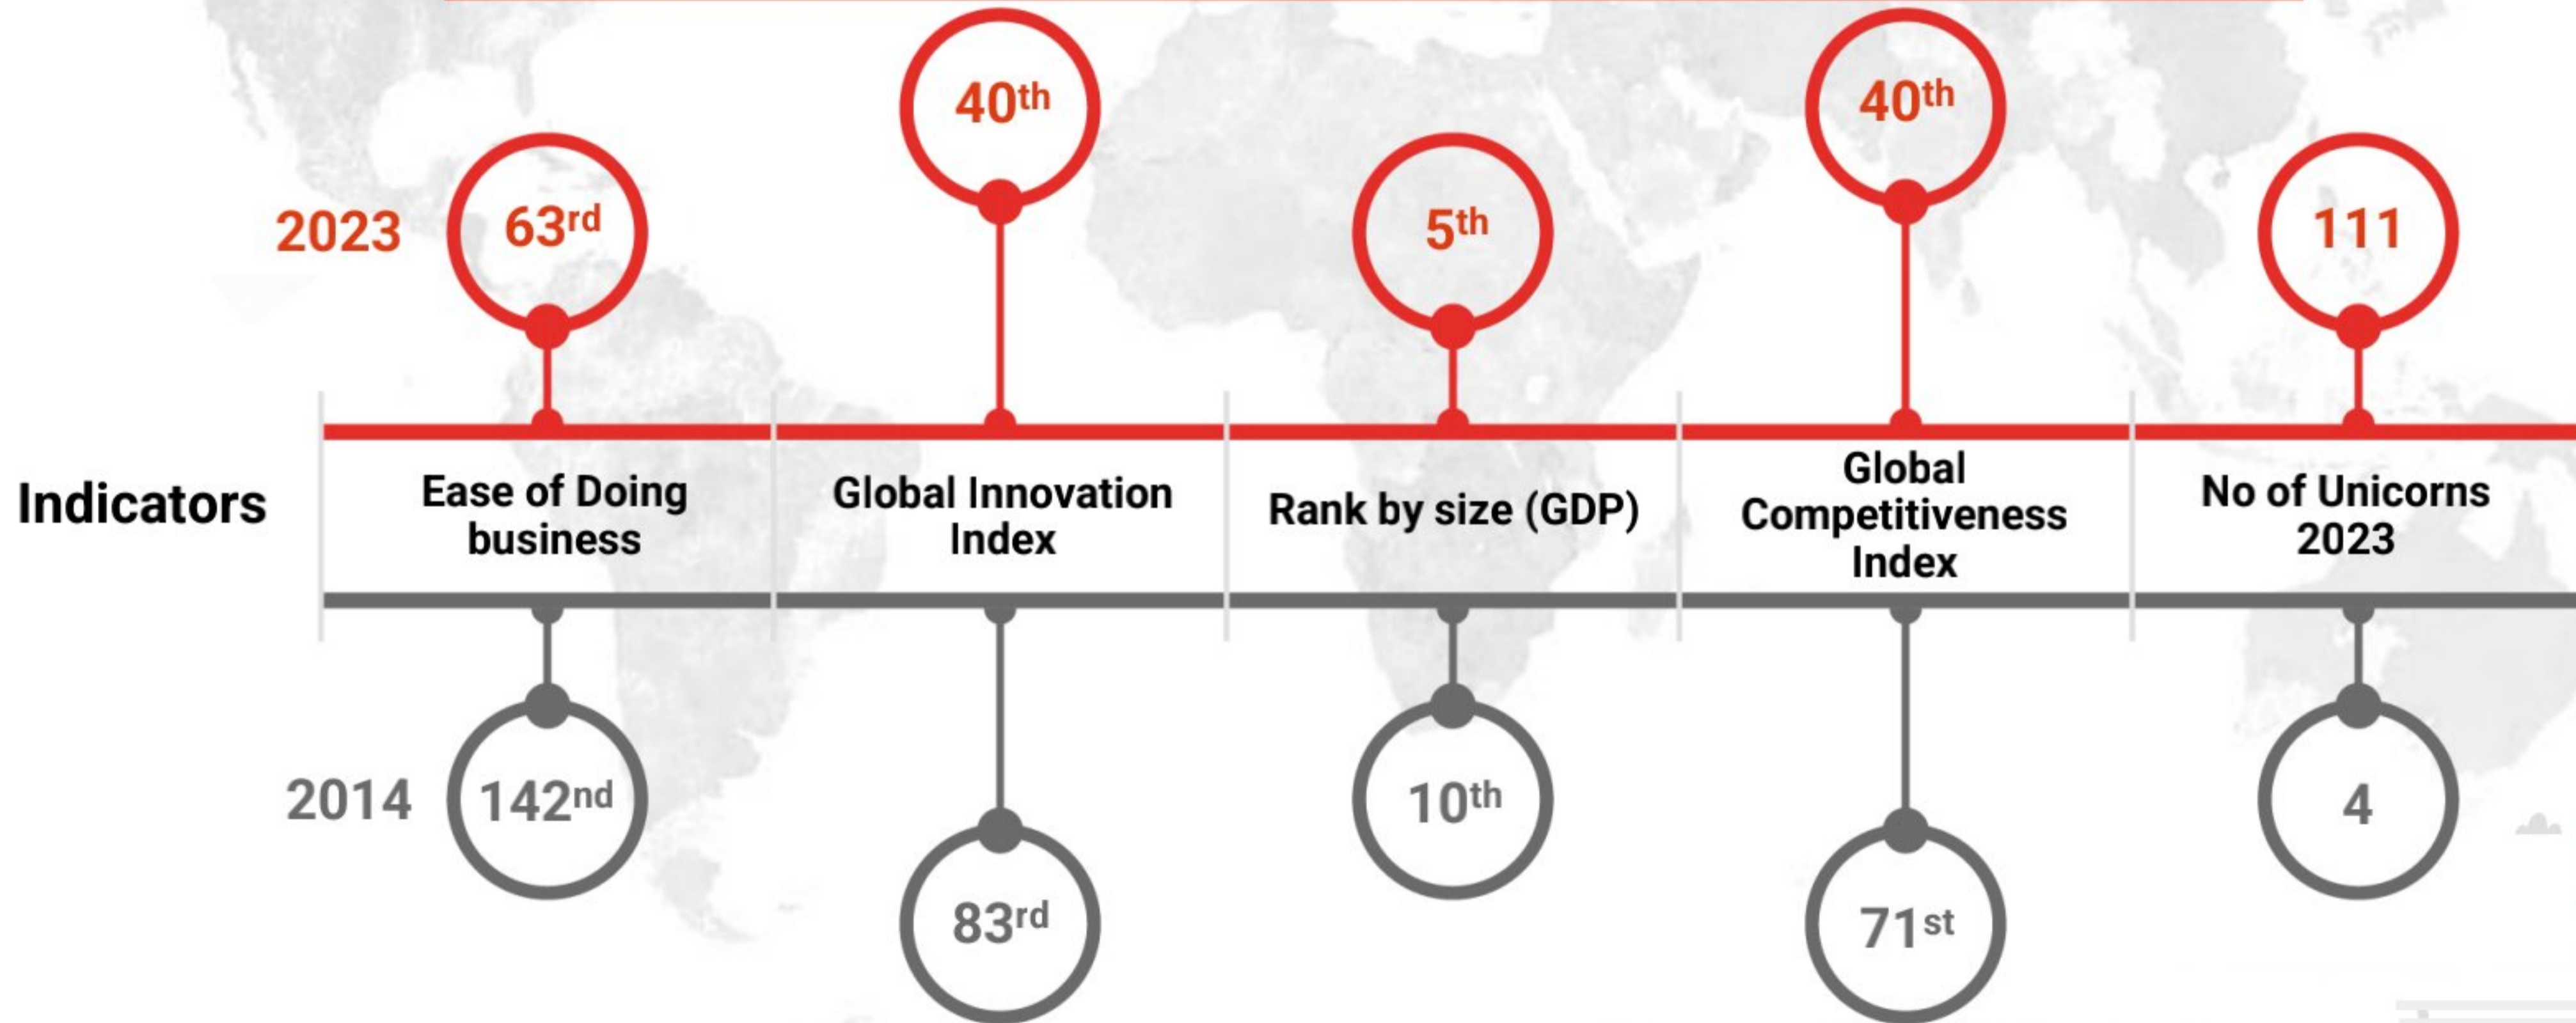 40th
40th
2023
63rd
5th
111
Indicators
Ease of Doing
business
Global Innovation
Index
Rank by size (GDP)
Global
Competitiveness
Index
No of Unicorns
2023
2014
142nd
10th
4
83rd
71st